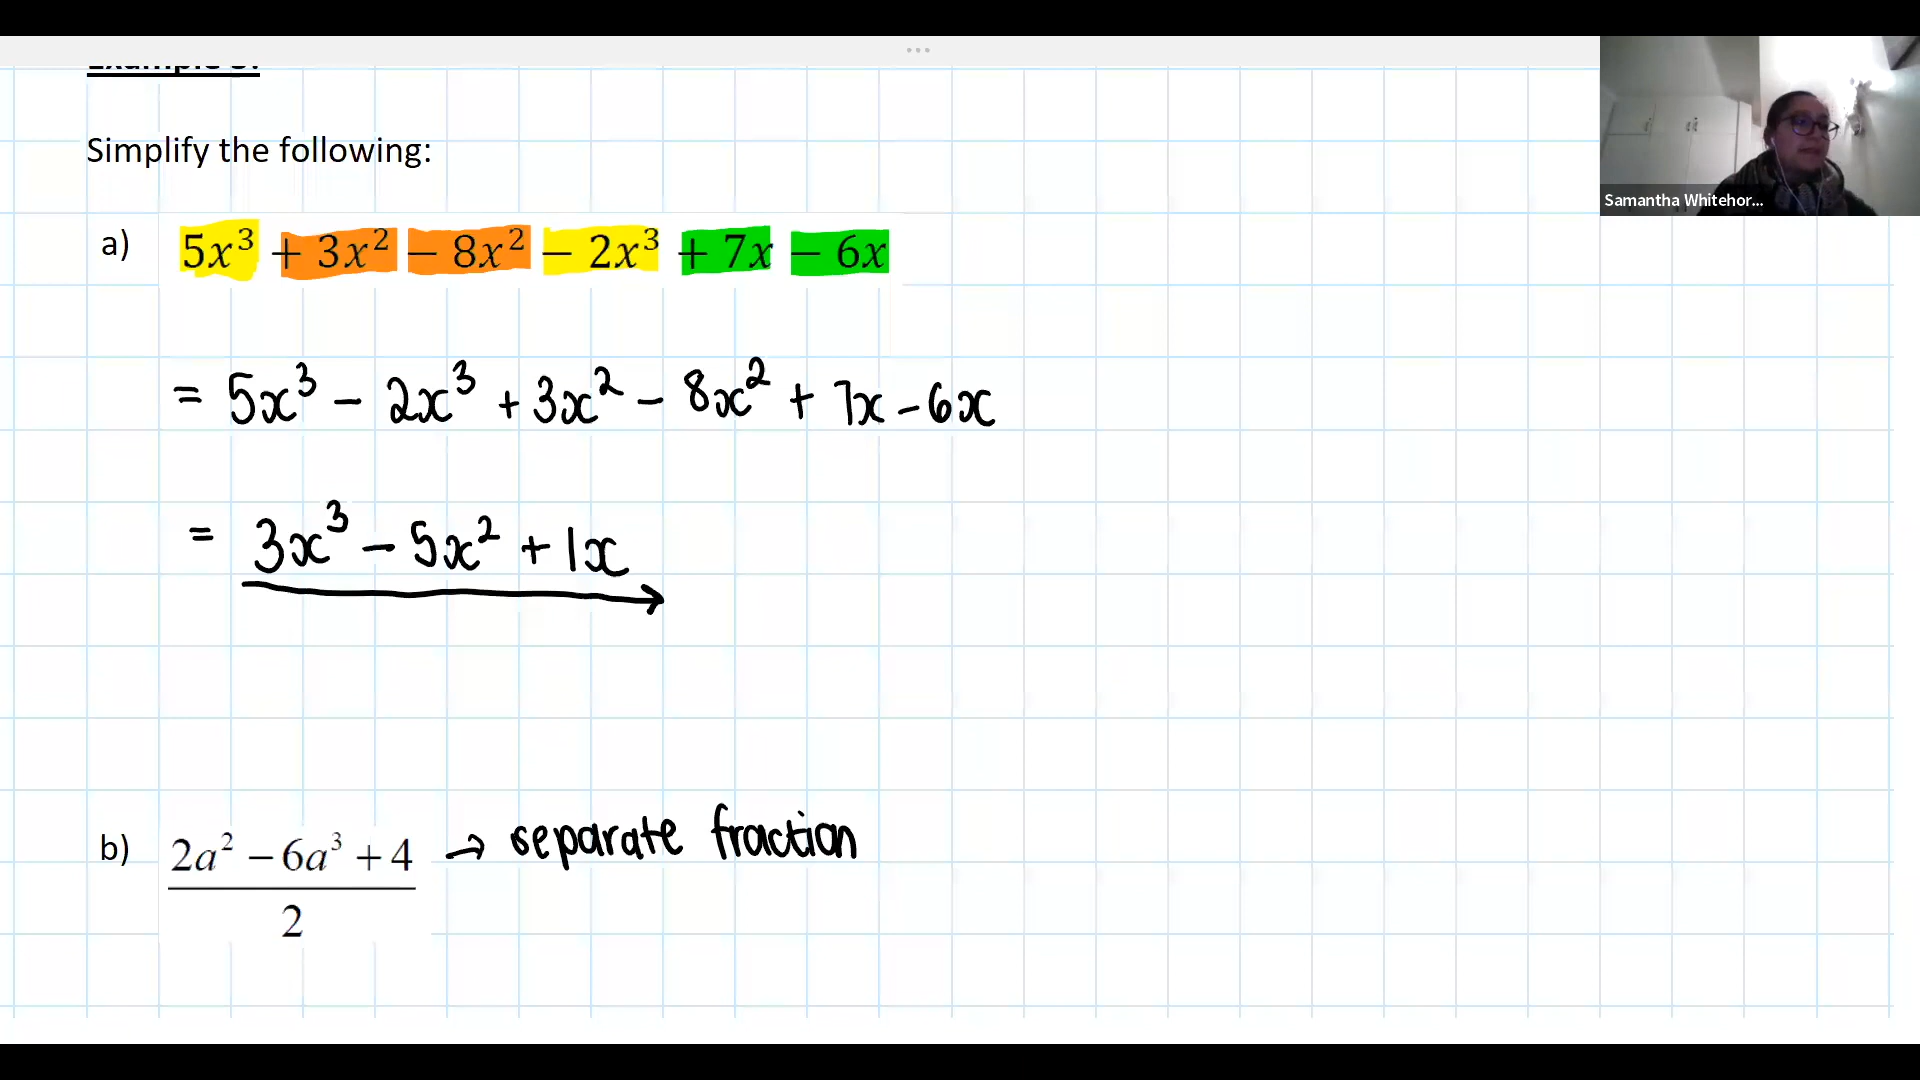 Simplify the following:
Samantha Whitehor...
a) 5x³ + 3x² − 8x² − 2x³ + 7x − 6x
= 5x³ − 2x³ + 3x² − 8x² + 7x − 6x
= 3x³ − 5x² + 1x
b) 2a² − 6a³ + 4 → separate fraction
2